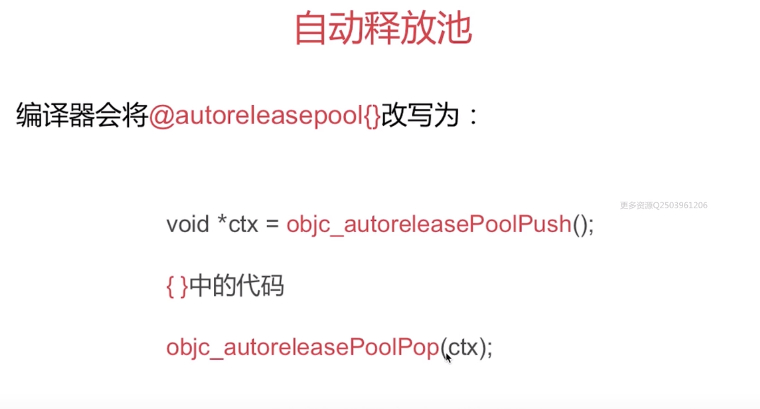 自动释放池
编译器会将@autoreleasepool{}改写为：
更多资源Q2503961206
void *ctx = objc_autoreleasePoolPush();
{ }中的代码
objc_autoreleasePoolPop(ctx);